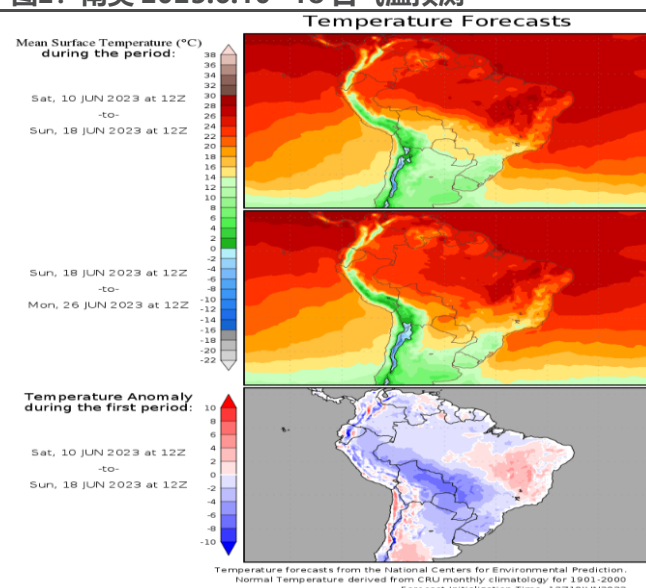 南美 2023.6.10
Temperature Forecasts
Mean Surface Temperature (°C)
during the period:
38
36
34
32
30
28
26
24
22
20
18
16
14
12
10
8
6
4
2
0
-2
-4
-6
-8
-10
-12
-14
-16
-18
-20
-22
Sat, 10 JUN 2023 at 12Z
-to-
Sun, 18 JUN 2023 at 12Z
Sun, 18 JUN 2023 at 12Z
-to-
Mon, 26 JUN 2023 at 12Z
Temperature Anomaly
during the first period:
10
8
6
4
2
0
-2
-4
-6
-8
-10
Sat, 10 JUN 2023 at 12Z
-to-
Sun, 18 JUN 2023 at 12Z
Temperature forecasts from the National Centers for Environmental Prediction.
Normal Temperature derived from CRU monthly climatology for 1901-2000